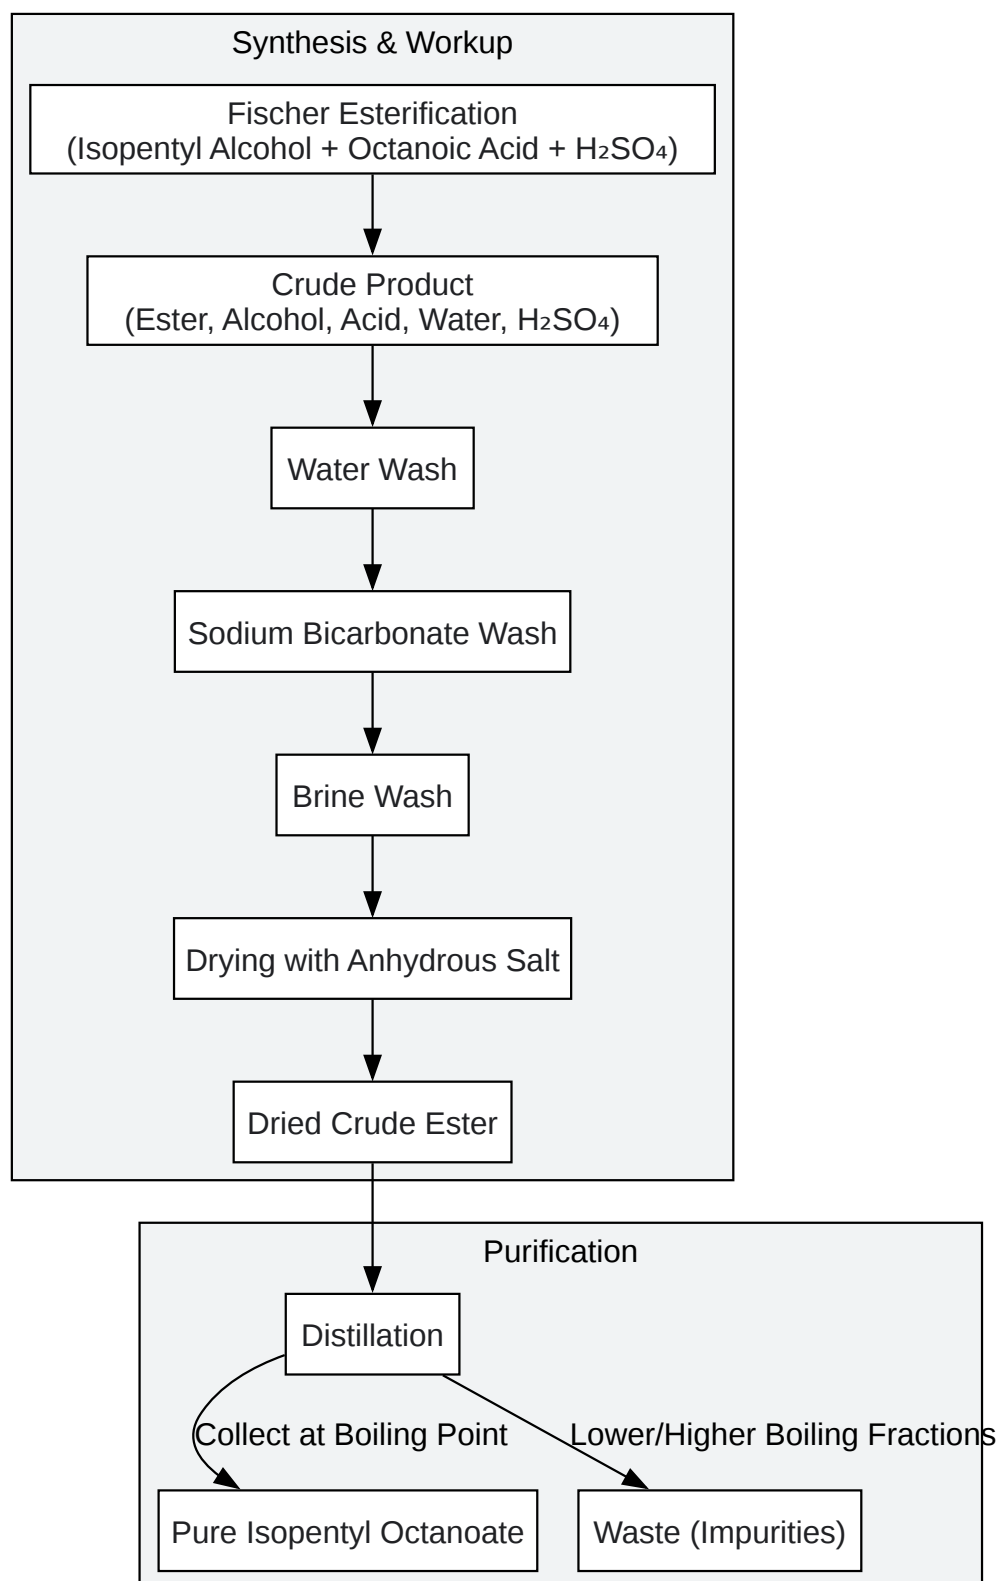 Synthesis & Workup
Fischer Esterification
(Isopentyl Alcohol + Octanoic Acid + H₂SO₄)
Crude Product
(Ester, Alcohol, Acid, Water, H₂SO₄)
Water Wash
Sodium Bicarbonate Wash
Brine Wash
Drying with Anhydrous Salt
Dried Crude Ester
Purification
Distillation
Collect at Boiling Point
Lower/Higher Boiling Fractions
Pure Isopentyl Octanoate
Waste (Impurities)